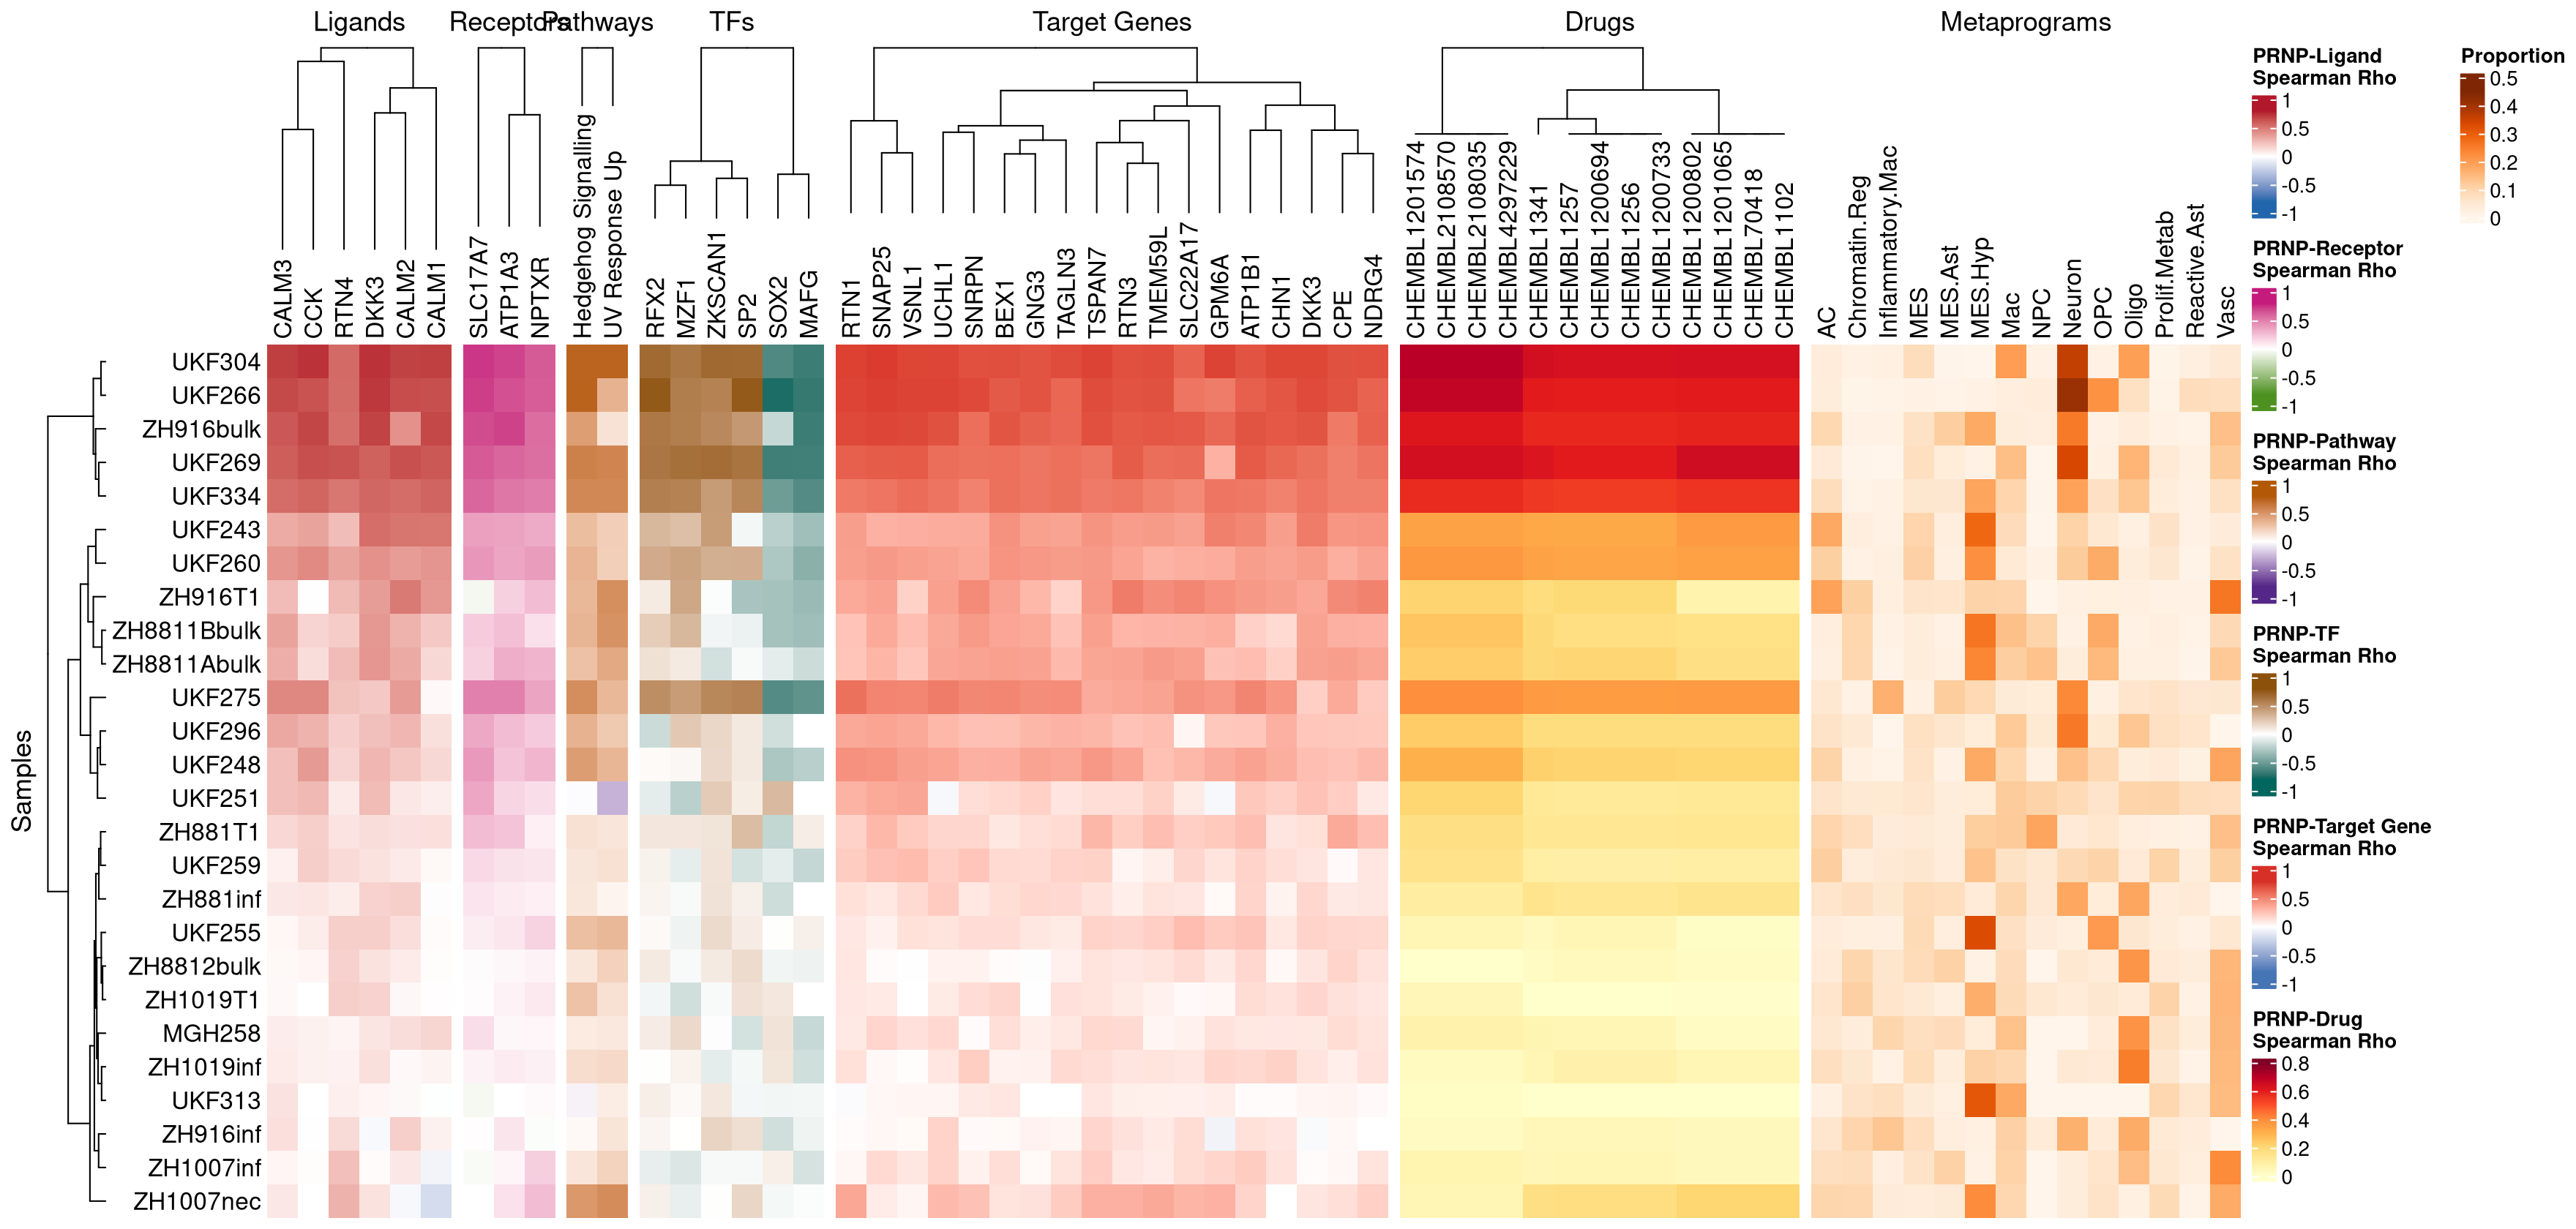 Ligands
Receptors
Pathways
TFs
Target Genes
Drugs
Metaprograms
CALM3
CCK
RTN4
DKK3
CALM2
CALM1
SLC17A7
ATP1A3
NPTXR
Hedgehog Signalling
UV Response Up
RFX2
MZF1
ZKSCAN1
SP2
SOX2
MAFG
RTN1
SNAP25
VSNL1
UCHL1
SNRPN
BEX1
GNG3
TAGLN3
TSPAN7
RTN3
TMEM59L
SLC22A17
GPM6A
ATP1B1
CHN1
DKK3
CPE
NDRG4
CHEMBL1201574
CHEMBL2108570
CHEMBL2108035
CHEMBL4297229
CHEMBL1341
CHEMBL1257
CHEMBL1200694
CHEMBL1256
CHEMBL1200733
CHEMBL1200802
CHEMBL1201065
CHEMBL70418
CHEMBL1102
AC
Chromatin.Reg
Inflammatory.Mac
MES
MES.Ast
MES.Hyp
Mac
NPC
Neuron
OPC
Oligo
Prolif.Metab
Reactive.Ast
Vasc
Samples
UKF304
UKF266
ZH916bulk
UKF269
UKF334
UKF243
UKF260
ZH916T1
ZH8811Bbulk
ZH8811Abulk
UKF275
UKF296
UKF248
UKF251
ZH881T1
UKF259
ZH881inf
UKF255
ZH8812bulk
ZH1019T1
MGH258
ZH1019inf
UKF313
ZH916inf
ZH1007inf
ZH1007nec
PRNP-Ligand
Spearman Rho
1
0.5
0
-0.5
-1
PRNP-Receptor
Spearman Rho
1
0.5
0
-0.5
-1
PRNP-Pathway
Spearman Rho
1
0.5
0
-0.5
-1
PRNP-TF
Spearman Rho
1
0.5
0
-0.5
-1
PRNP-Target Gene
Spearman Rho
1
0.5
0
-0.5
-1
PRNP-Drug
Spearman Rho
0.8
0.6
0.4
0.2
0
Proportion
0.5
0.4
0.3
0.2
0.1
0